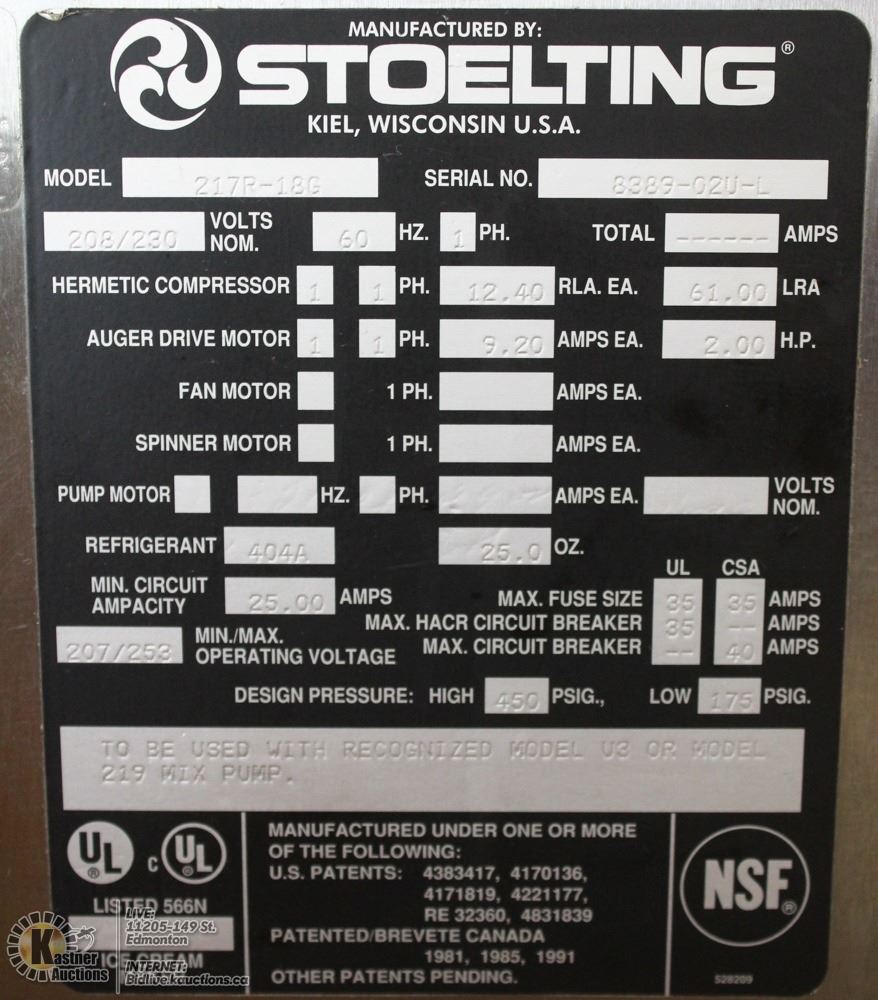 MANUFACTURED BY:
STOELTING®
KIEL, WISCONSIN U.S.A.
MODEL 217R-18G SERIAL NO. 8389-02U-L
208/230 VOLTS NOM. 60 HZ. 1 PH. TOTAL ------ AMPS
HERMETIC COMPRESSOR 1 1 PH. 12.40 RLA. EA. 61.00 LRA
AUGER DRIVE MOTOR 1 1 PH. 9.20 AMPS EA. 2.00 H.P.
FAN MOTOR 1 PH. AMPS EA.
SPINNER MOTOR 1 PH. AMPS EA.
PUMP MOTOR HZ. PH. AMPS EA. VOLTS NOM.
REFRIGERANT 404A 25.0 OZ.
UL CSA
MIN. CIRCUIT AMPACITY 25.00 AMPS MAX. FUSE SIZE 35 35 AMPS
MAX. HACR CIRCUIT BREAKER 35 -- AMPS
207/253 MIN./MAX. OPERATING VOLTAGE MAX. CIRCUIT BREAKER -- 40 AMPS
DESIGN PRESSURE: HIGH 450 PSIG., LOW 175 PSIG.
TO BE USED WITH RECOGNIZED MODEL U3 OR MODEL
219 MIX PUMP.
UL c UL
LISTED 566N
ICE CREAM
MANUFACTURED UNDER ONE OR MORE
OF THE FOLLOWING:
U.S. PATENTS: 4383417, 4170136,
4171819, 4221177,
RE 32360, 4831839
PATENTED/BREVETE CANADA
1981, 1985, 1991
OTHER PATENTS PENDING.
NSF®
528209
K
Kastner
Auctions
LIVE:
11205-149 St.
Edmonton
INTERNET:
Bidlive.kauctions.ca